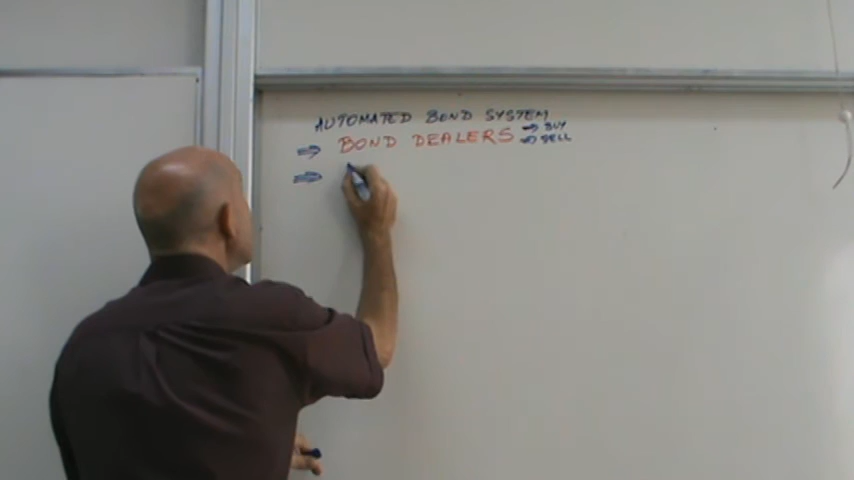 AUTOMATED BOND SYSTEM
⇒ BOND DEALERS → BUY
→ SELL
⇒